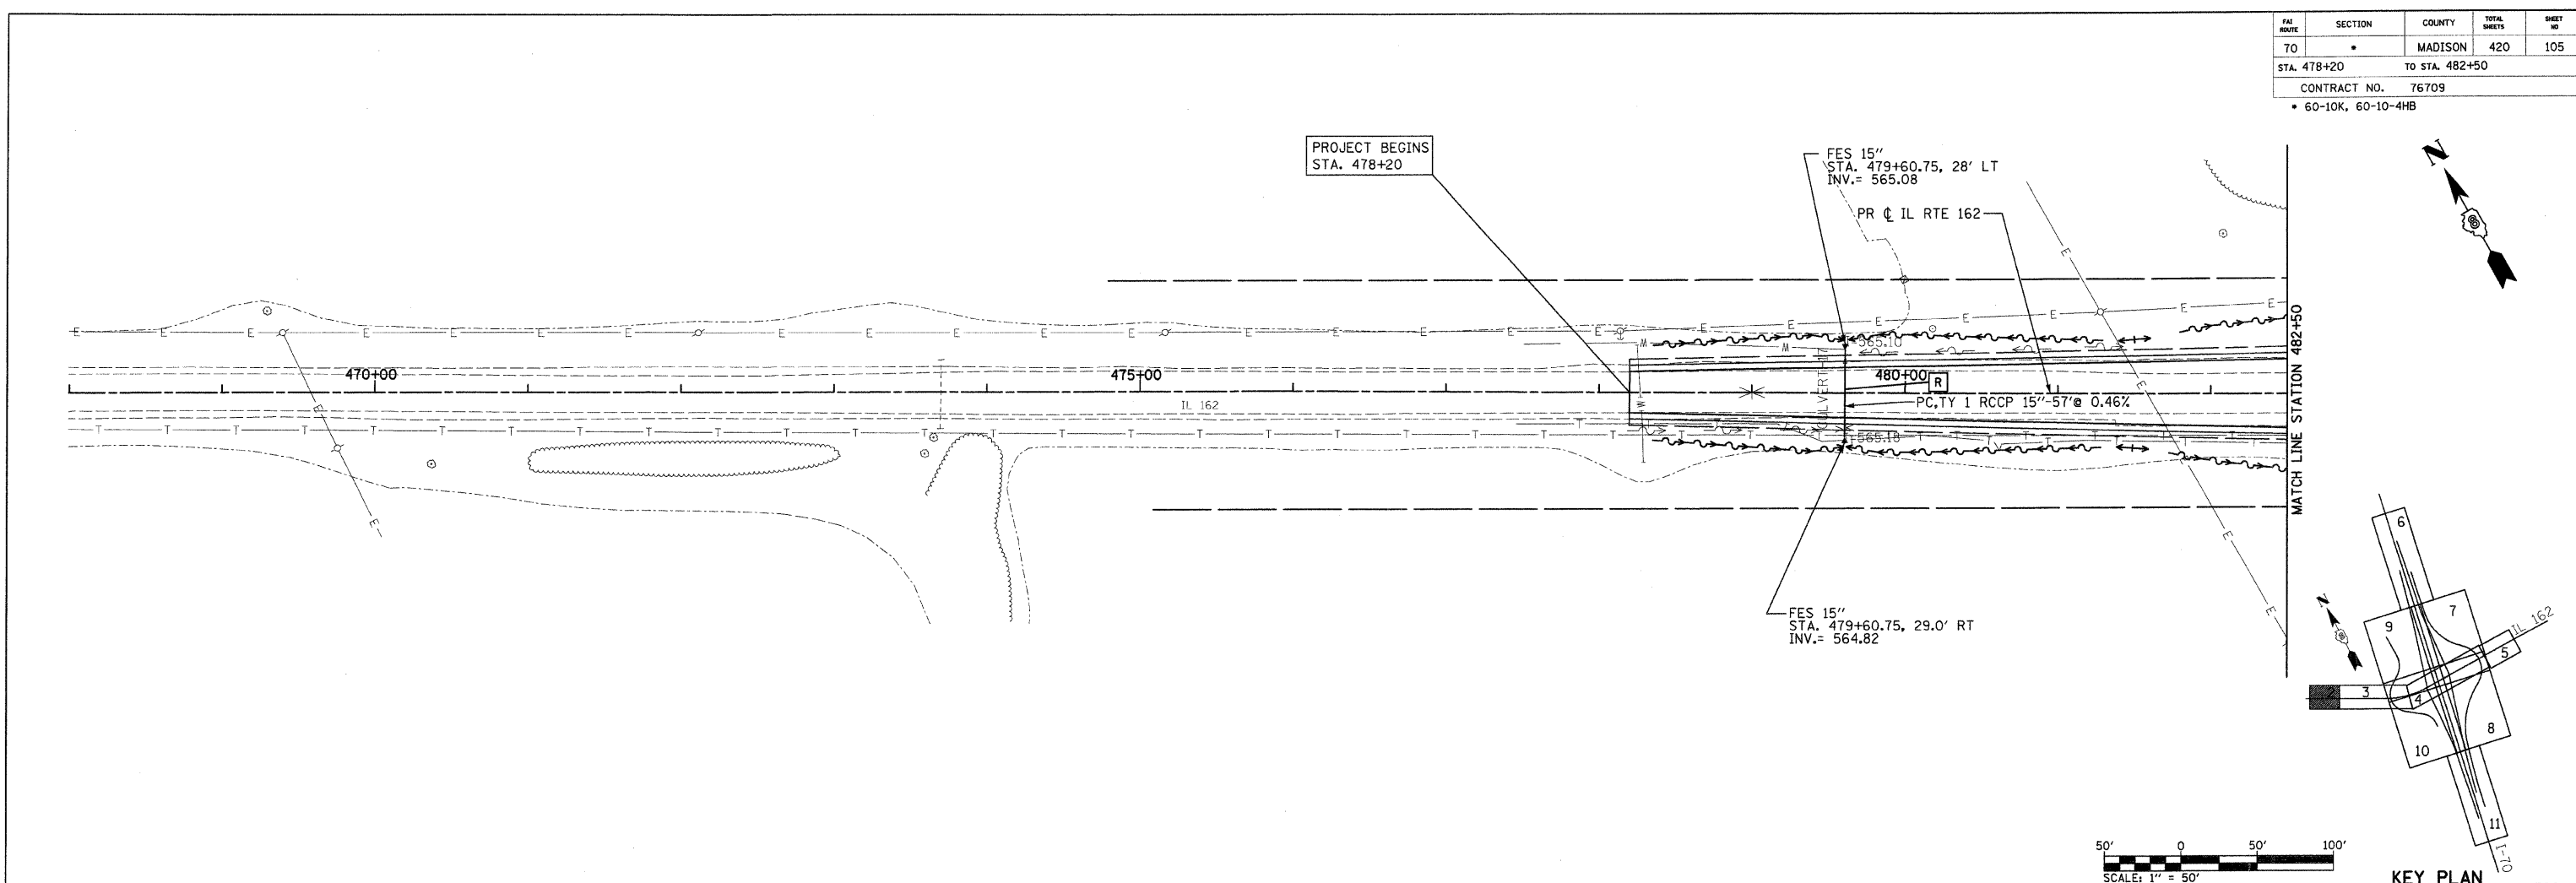 FAI ROUTE SECTION COUNTY TOTAL SHEETS SHEET NO
70 * MADISON 420 105
STA. 478+20 TO STA. 482+50
CONTRACT NO. 76709
* 60-10K, 60-10-4HB
PROJECT BEGINS
STA. 478+20
FES 15"
STA. 479+60.75, 28' LT
INV.= 565.08
PR ℄ IL RTE 162
N
E E E E E E E E E E E E E E E E E E E E E E E E E E
W W
565.10
470+00 475+00 480+00 R
CULVERT-17
IL 162
PC,TY 1 RCCP 15"-57'@ 0.46%
T T T T T T T T T T T T T T T T T T T T T T T T T T
565.18
MATCH LINE STATION 482+50
E E E
FES 15"
STA. 479+60.75, 29.0' RT
INV.= 564.82
N
6
7
9
IL 162
5
2 3 4
8
10
11
I-70
50' 0 50' 100'
SCALE: 1" = 50'
KEY PLAN